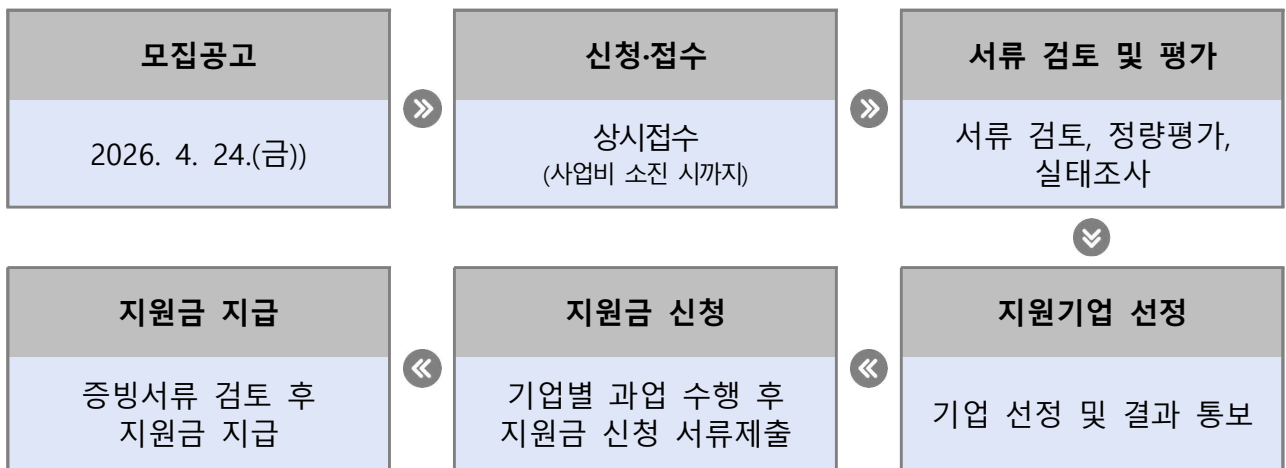 모집공고
2026. 4. 24.(금))
신청·접수
상시접수
(사업비 소진 시까지)
서류 검토 및 평가
서류 검토, 정량평가,
실태조사
지원기업 선정
기업 선정 및 결과 통보
지원금 신청
기업별 과업 수행 후
지원금 신청 서류제출
지원금 지급
증빙서류 검토 후
지원금 지급